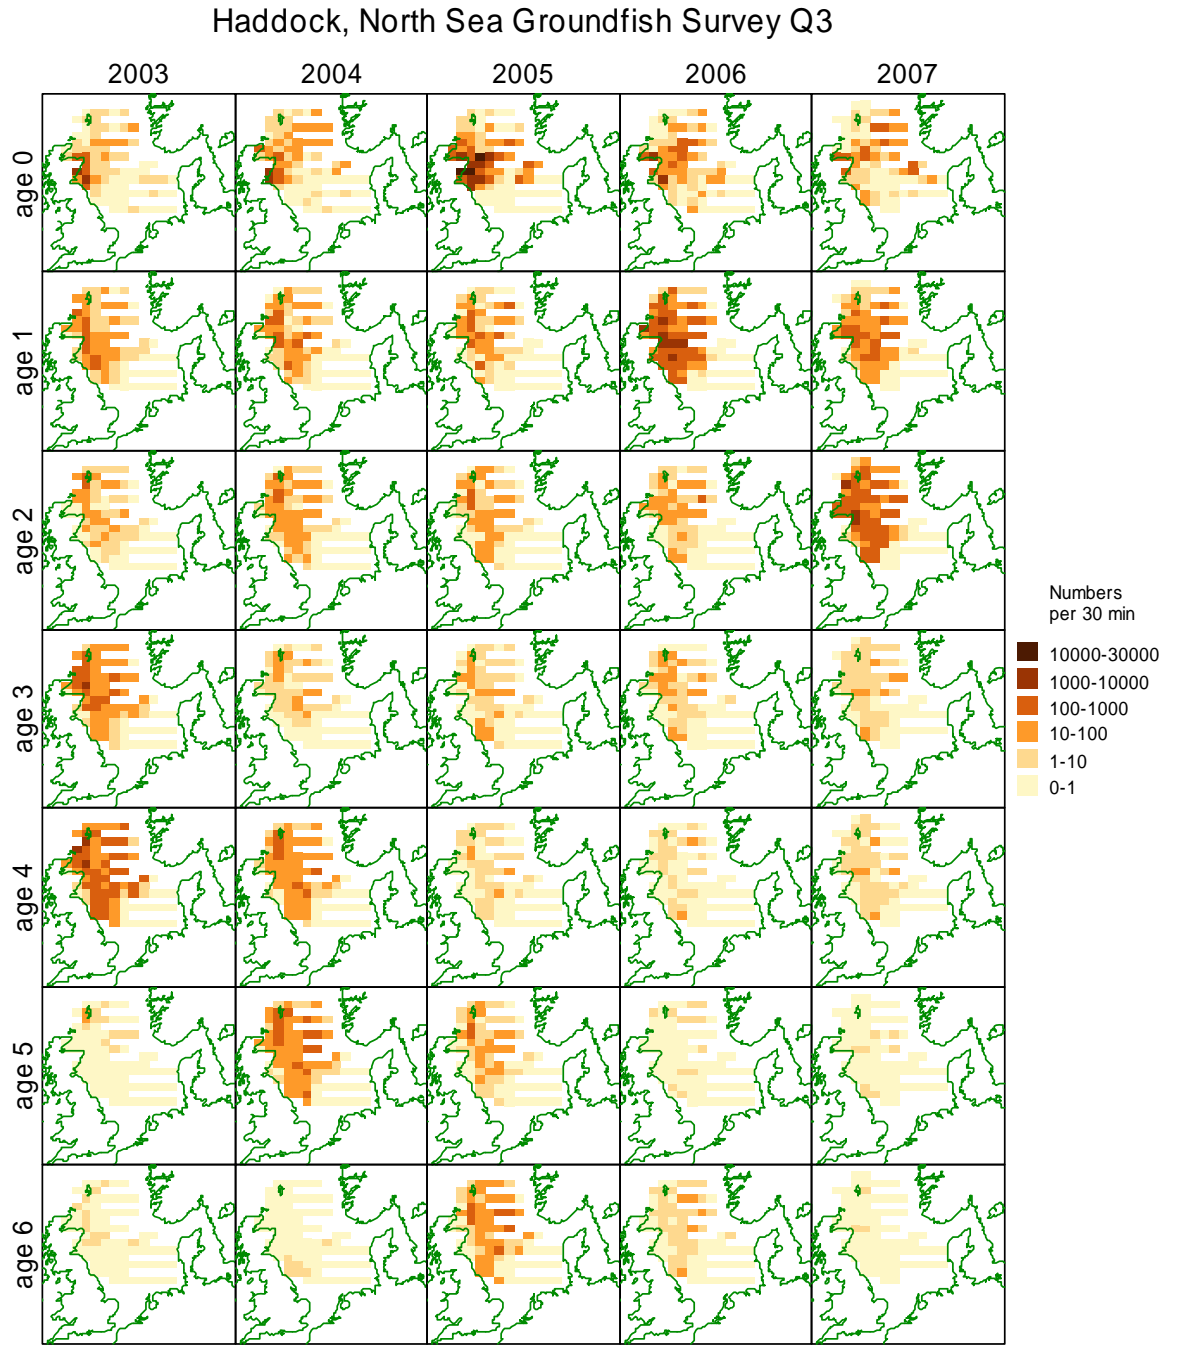 Haddock, North Sea Groundfish Survey Q3
2003 2004 2005 2006 2007
age 0
age 1
age 2
age 3
age 4
age 5
age 6
Numbers
per 30 min
10000-30000
1000-10000
100-1000
10-100
1-10
0-1